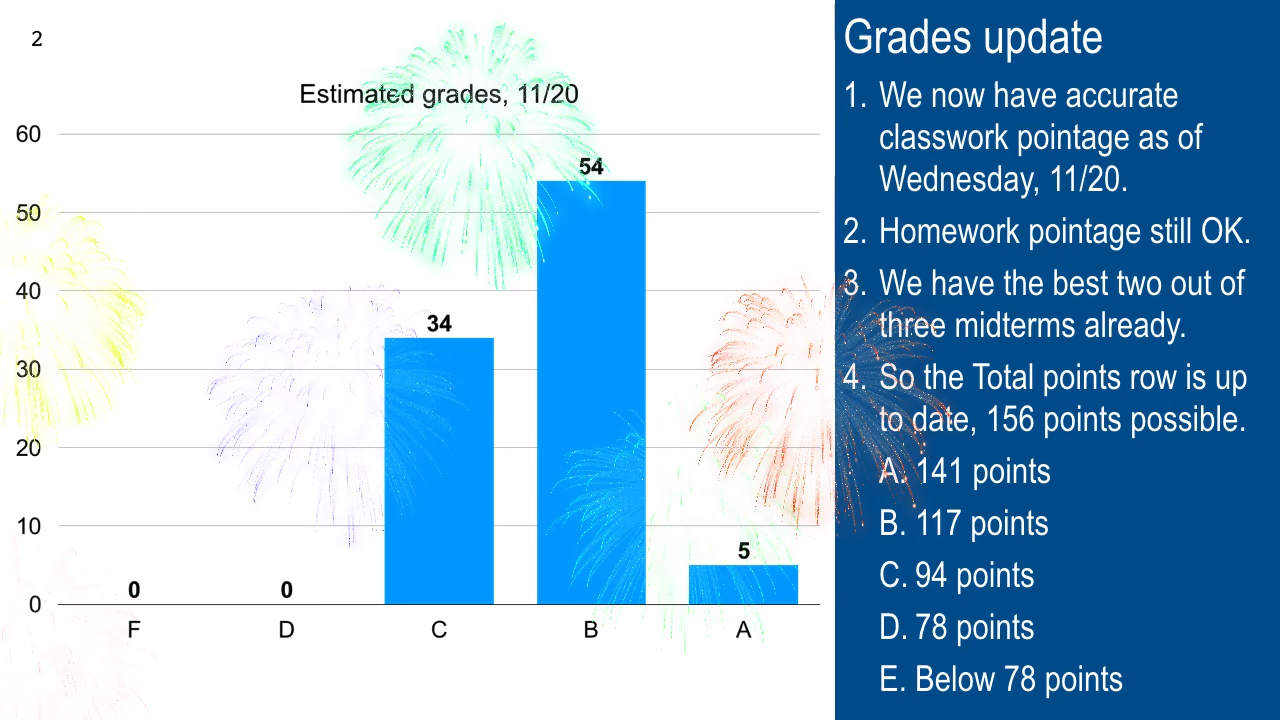 2
Estimated grades, 11/20
60
50
40
30
20
10
0
0
0
34
54
5
F
D
C
B
A
Grades update
1. We now have accurate
classwork pointage as of
Wednesday, 11/20.
2. Homework pointage still OK.
3. We have the best two out of
three midterms already.
4. So the Total points row is up
to date, 156 points possible.
A. 141 points
B. 117 points
C. 94 points
D. 78 points
E. Below 78 points